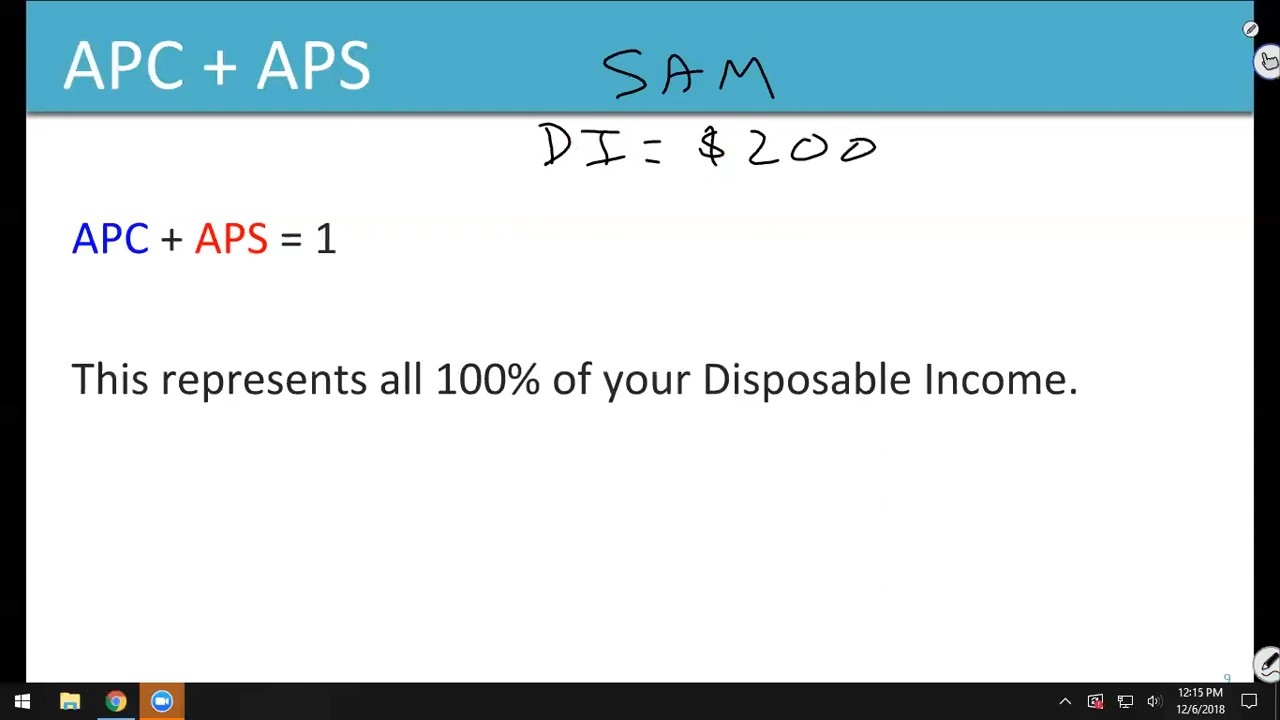 APC + APS
SAM
DI = $200
APC + APS = 1
This represents all 100% of your Disposable Income.
9
12:15 PM
12/6/2018